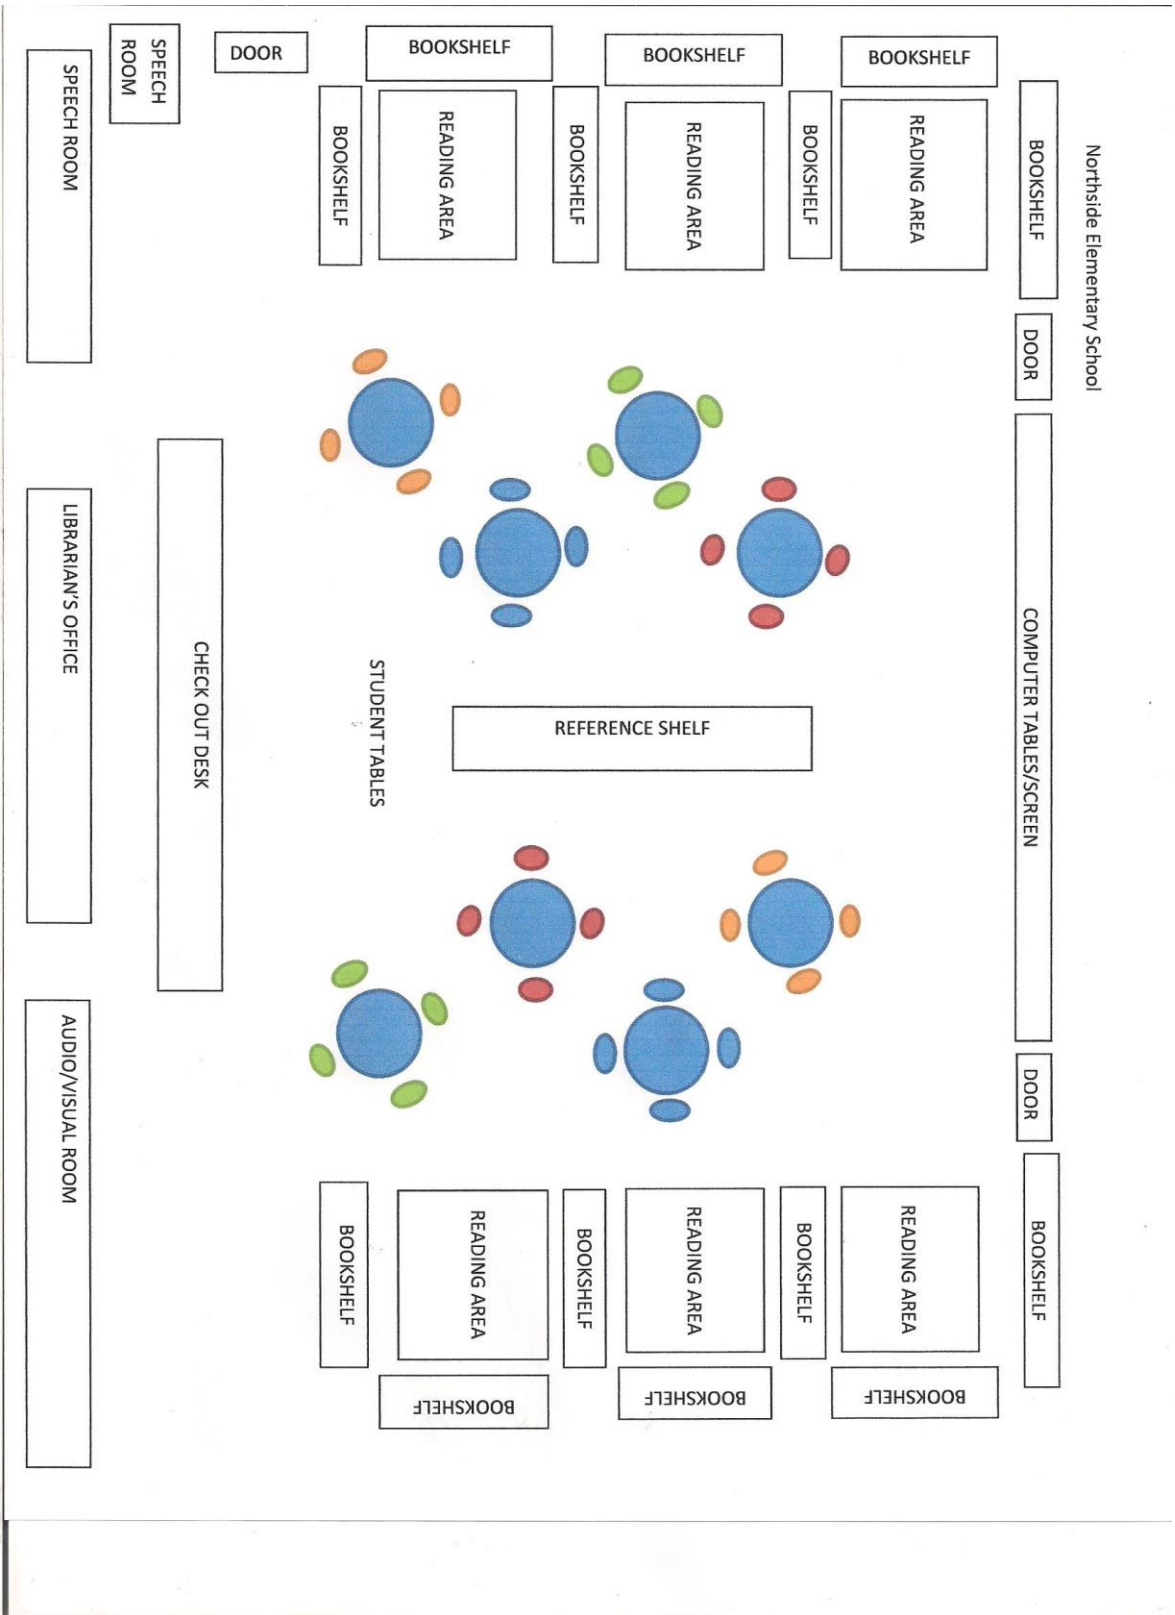 Northside Elementary School
SPEECH
ROOM
DOOR
BOOKSHELF
BOOKSHELF
BOOKSHELF
SPEECH ROOM
BOOKSHELF
READING AREA
BOOKSHELF
READING AREA
BOOKSHELF
READING AREA
BOOKSHELF
DOOR
LIBRARIAN'S OFFICE
CHECK OUT DESK
STUDENT TABLES
REFERENCE SHELF
COMPUTER TABLES/SCREEN
AUDIO/VISUAL ROOM
DOOR
BOOKSHELF
READING AREA
BOOKSHELF
READING AREA
BOOKSHELF
READING AREA
BOOKSHELF
BOOKSHELF
BOOKSHELF
BOOKSHELF